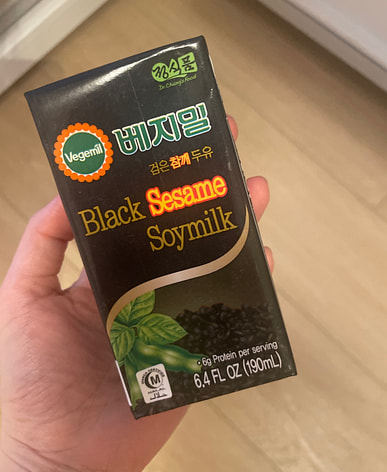 정식품
Dr. Chung's Food
Vegemil
베지밀
검은 참깨 두유
Black Sesame
Soymilk
• 6g Protein per serving
6.4 FL OZ (190mL)
M